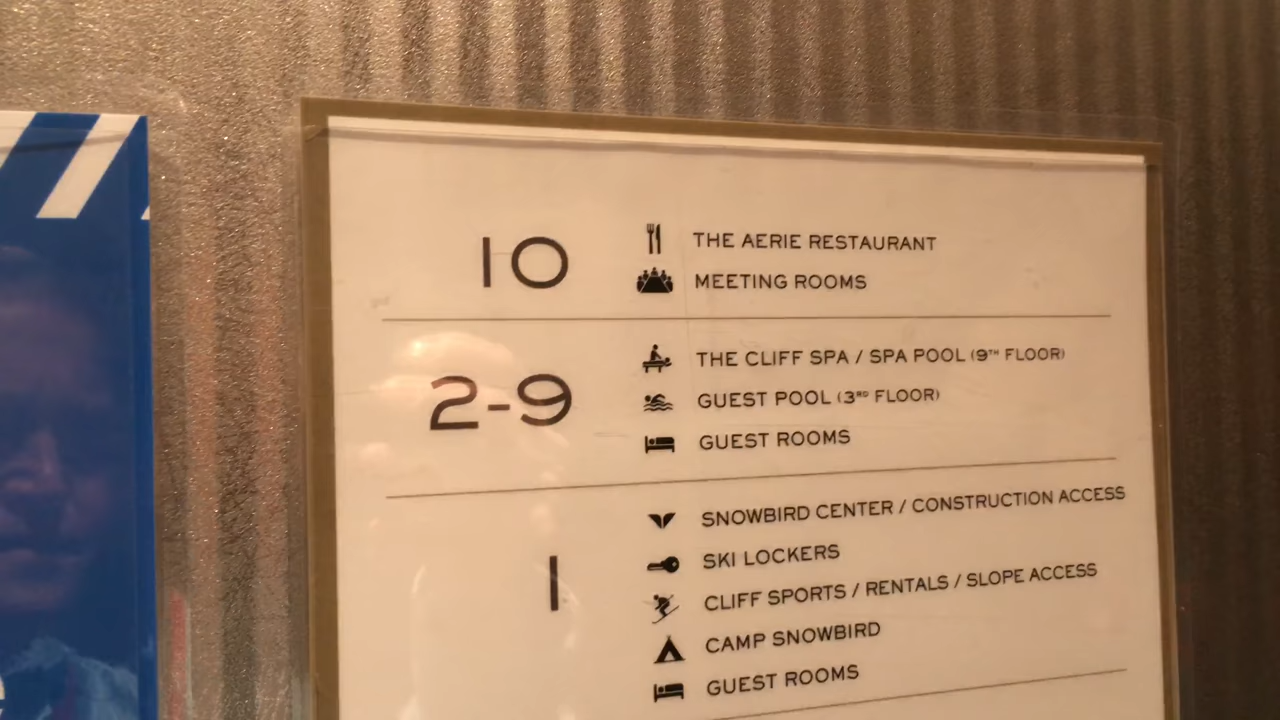 10
THE AERIE RESTAURANT
MEETING ROOMS
2-9
THE CLIFF SPA / SPA POOL (9TH FLOOR)
GUEST POOL (3RD FLOOR)
GUEST ROOMS
1
SNOWBIRD CENTER / CONSTRUCTION ACCESS
SKI LOCKERS
CLIFF SPORTS / RENTALS / SLOPE ACCESS
CAMP SNOWBIRD
GUEST ROOMS